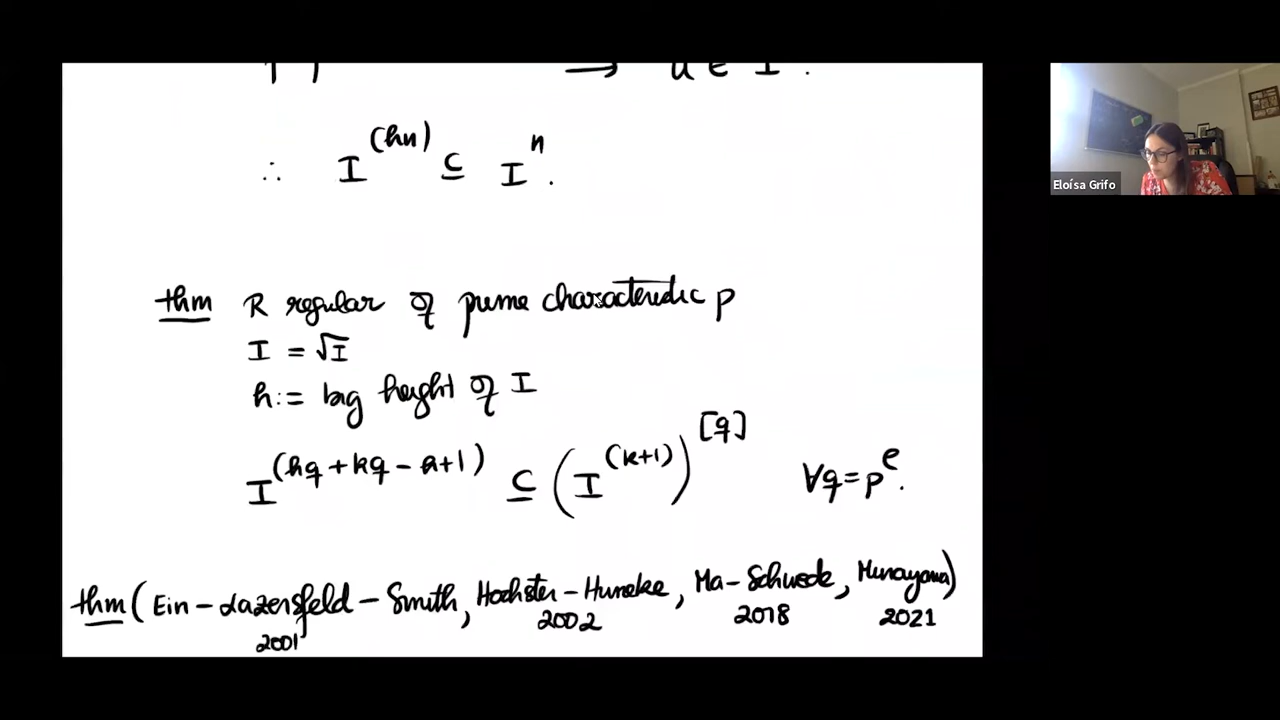 → u ∈ I .
∴ I^(hn) ⊆ I^n .
thm R regular of prime characteristic p
I = √I
h := big height of I
I^(hq + kq - h + 1) ⊆ (I^(k+1))^[q] ∀q = p^e.
thm (Ein - Lazersfeld - Smith, Hochster - Huneke, Ma - Schwede, Murayama)
2001 2002 2018 2021
Eloísa Grifo